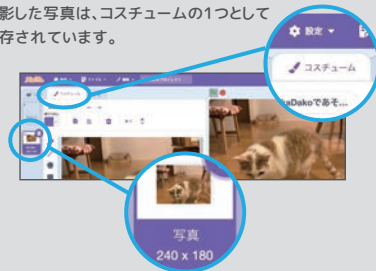 影した写真は、コスチュームの1つとして
存されています。
設定
コスチューム
aDakoであそ...
写真
240 x 180